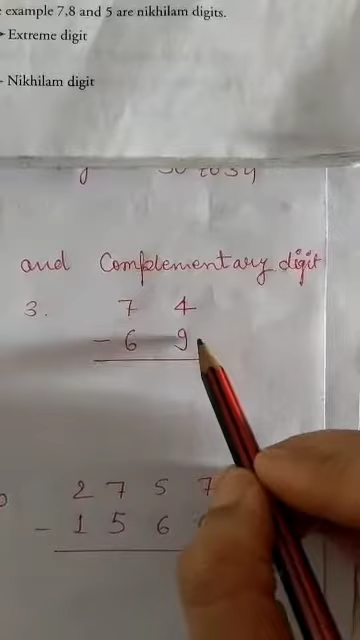 example 7,8 and 5 are nikhilam digits.
Extreme digit
- Nikhilam digit
and Complementary digit
3. 7 4
- 6 9
2 7 5 7
- 1 5 6